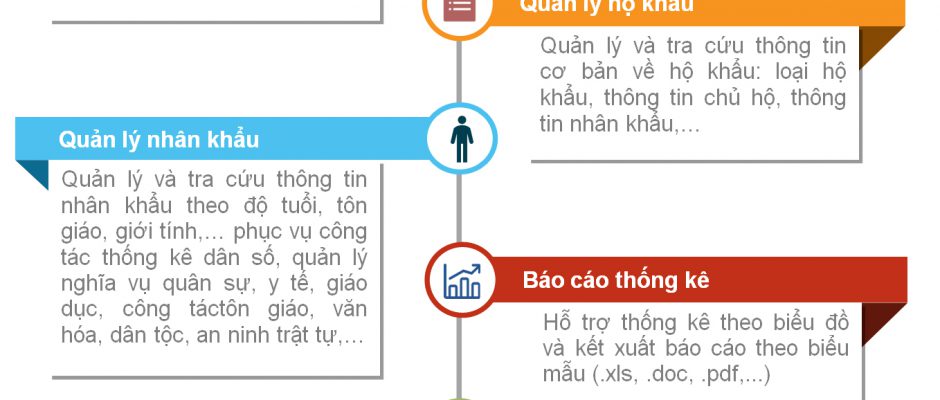 Quản lý hộ khẩu
Quản lý và tra cứu thông tin
cơ bản về hộ khẩu: loại hộ
khẩu, thông tin chủ hộ, thông
tin nhân khẩu,...
Quản lý nhân khẩu
Quản lý và tra cứu thông tin
nhân khẩu theo độ tuổi, tôn
giáo, giới tính,... phục vụ công
tác thống kê dân số, quản lý
nghĩa vụ quân sự, y tế, giáo
dục, công táctôn giáo, văn
hóa, dân tộc, an ninh trật tự,...
Báo cáo thống kê
Hỗ trợ thống kê theo biểu đồ
và kết xuất báo cáo theo biểu
mẫu (.xls, .doc, .pdf,...)